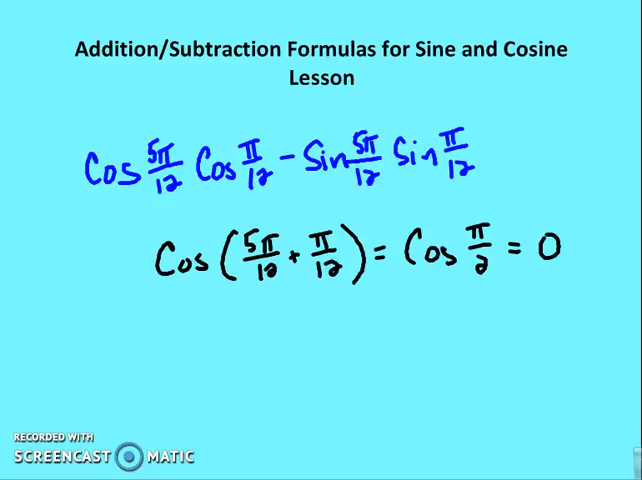 Addition/Subtraction Formulas for Sine and Cosine
Lesson
Cos 5π/12 Cos π/12 - Sin 5π/12 Sin π/12
Cos (5π/12 + π/12) = Cos π/2 = 0
RECORDED WITH
SCREENCAST MATIC